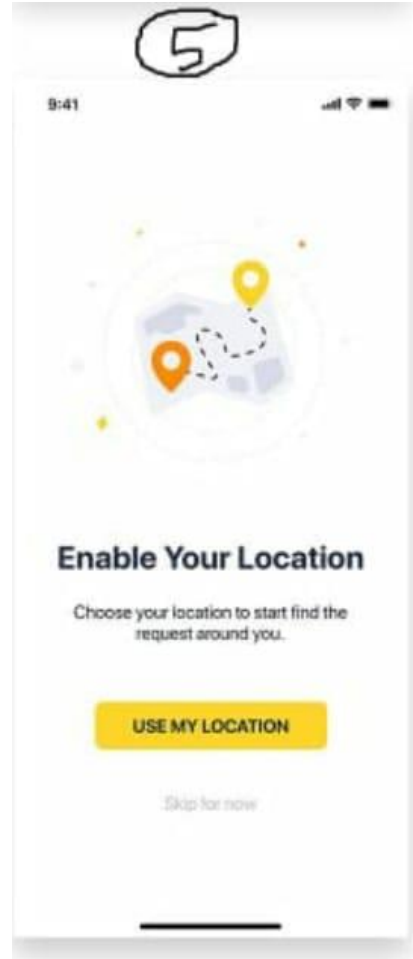 5
9:41
Enable Your Location
Choose your location to start find the
request around you.
USE MY LOCATION
Skip for now